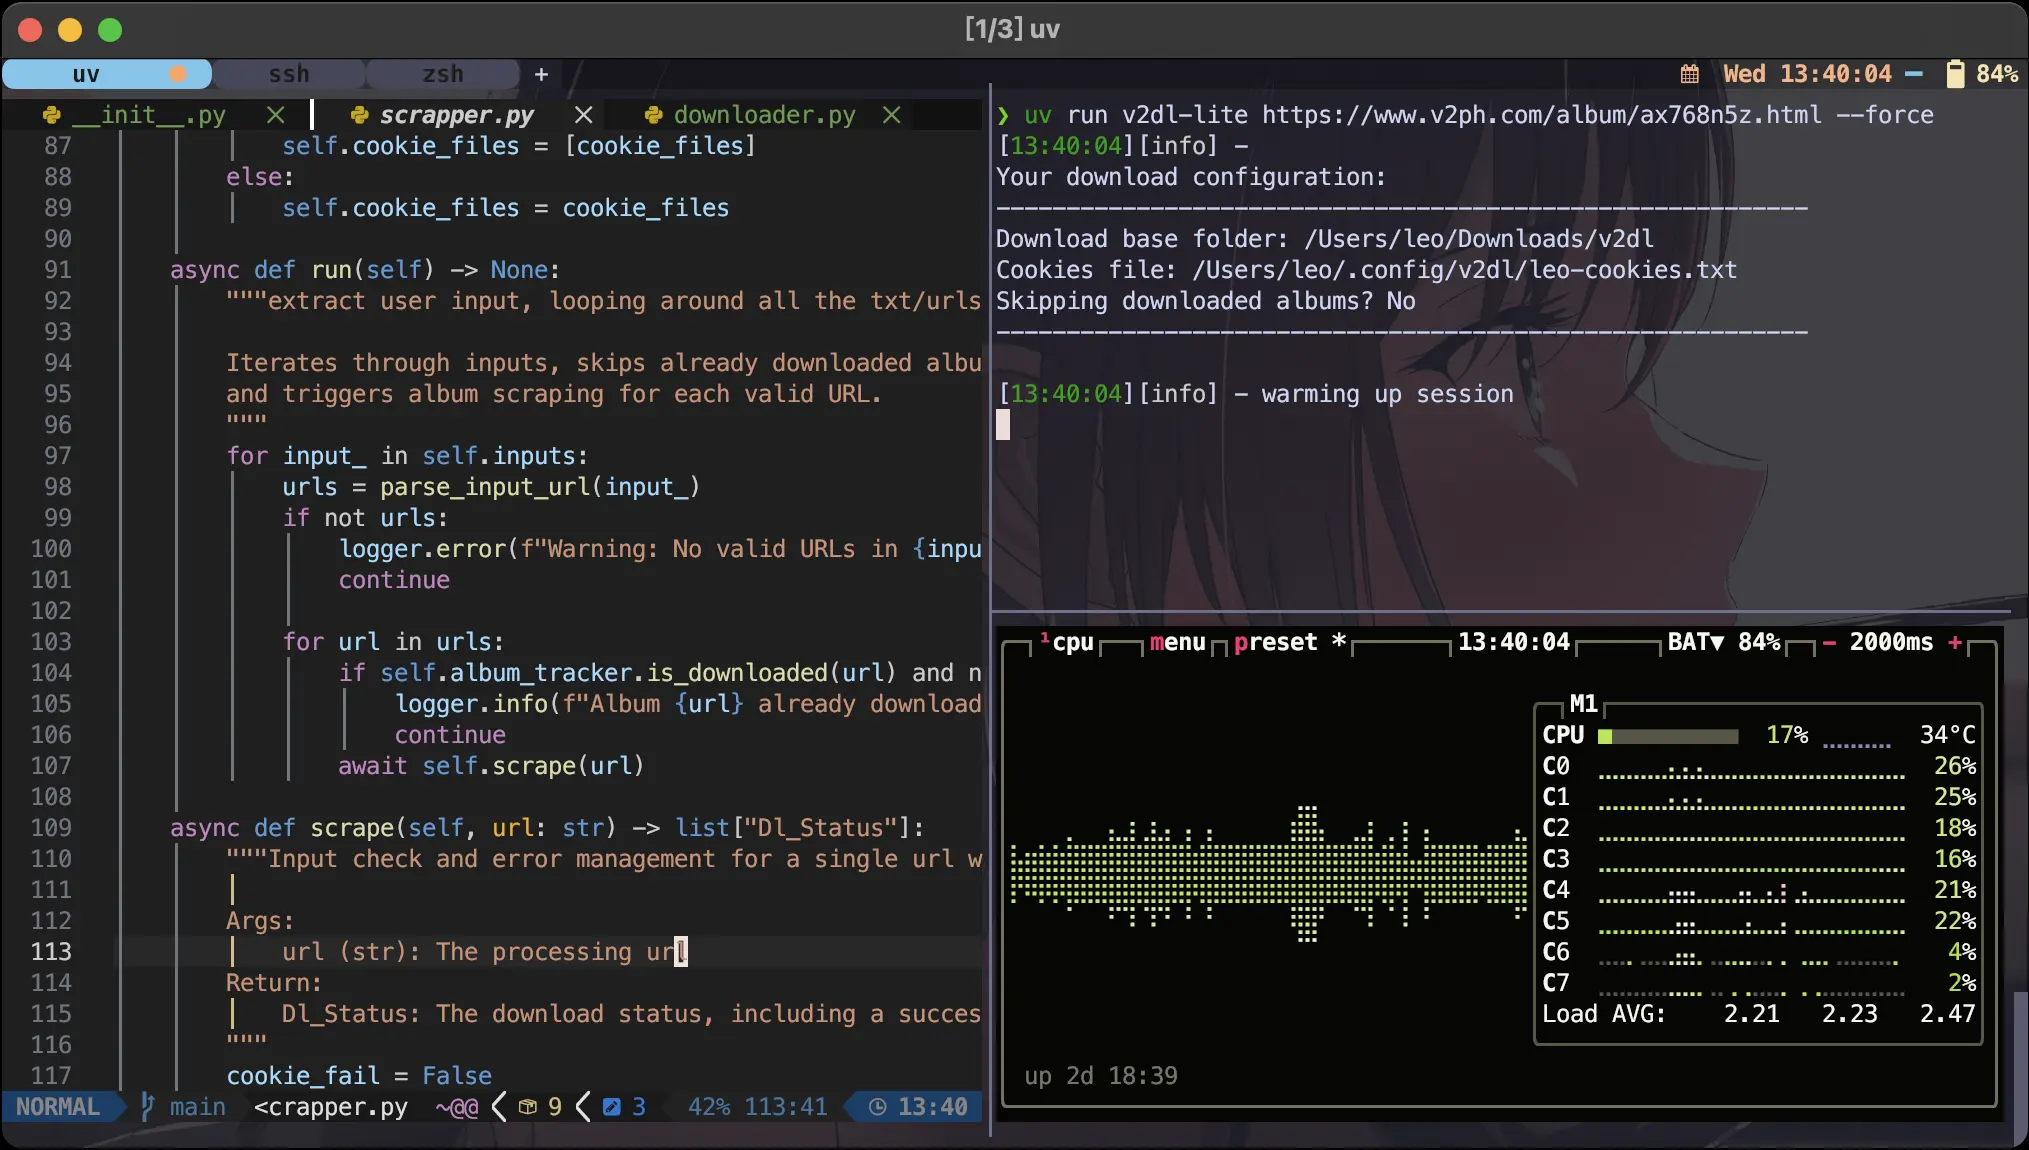 [1/3] uv
uv ssh zsh + Wed 13:40:04 84%
__init__.py scrapper.py downloader.py
87 self.cookie_files = [cookie_files]
88 else:
89 self.cookie_files = cookie_files
90
91 async def run(self) -> None:
92 """extract user input, looping around all the txt/urls
93
94 Iterates through inputs, skips already downloaded albu
95 and triggers album scraping for each valid URL.
96 """
97 for input_ in self.inputs:
98 urls = parse_input_url(input_)
99 if not urls:
100 logger.error(f"Warning: No valid URLs in {inpu
101 continue
102
103 for url in urls:
104 if self.album_tracker.is_downloaded(url) and n
105 logger.info(f"Album {url} already download
106 continue
107 await self.scrape(url)
108
109 async def scrape(self, url: str) -> list["Dl_Status"]:
110 """Input check and error management for a single url w
111
112 Args:
113 url (str): The processing url
114 Return:
115 Dl_Status: The download status, including a succes
116 """
117 cookie_fail = False
NORMAL main <crapper.py ~@@ 9 3 42% 113:41 13:40
❯ uv run v2dl-lite https://www.v2ph.com/album/ax768n5z.html --force
[13:40:04][info] -
Your download configuration:
----------------------------------------------------------
Download base folder: /Users/leo/Downloads/v2dl
Cookies file: /Users/leo/.config/v2dl/leo-cookies.txt
Skipping downloaded albums? No
----------------------------------------------------------
[13:40:04][info] - warming up session
¹cpu menu preset * 13:40:04 BAT▼ 84% - 2000ms +
M1
CPU 17% 34°C
C0 26%
C1 25%
C2 18%
C3 16%
C4 21%
C5 22%
C6 4%
C7 2%
Load AVG: 2.21 2.23 2.47
up 2d 18:39